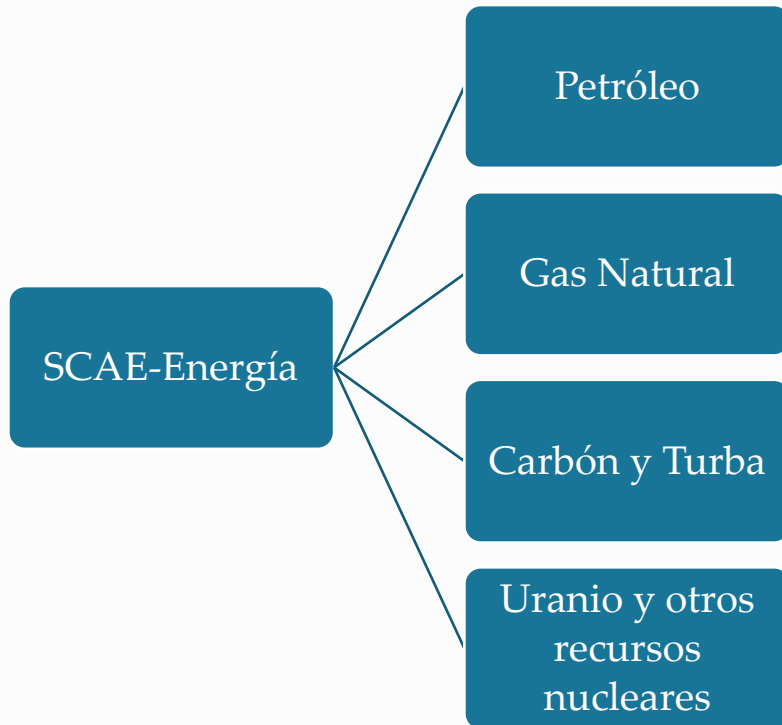 Petróleo
Gas Natural
SCAE-Energía
Carbón y Turba
Uranio y otros
recursos
nucleares